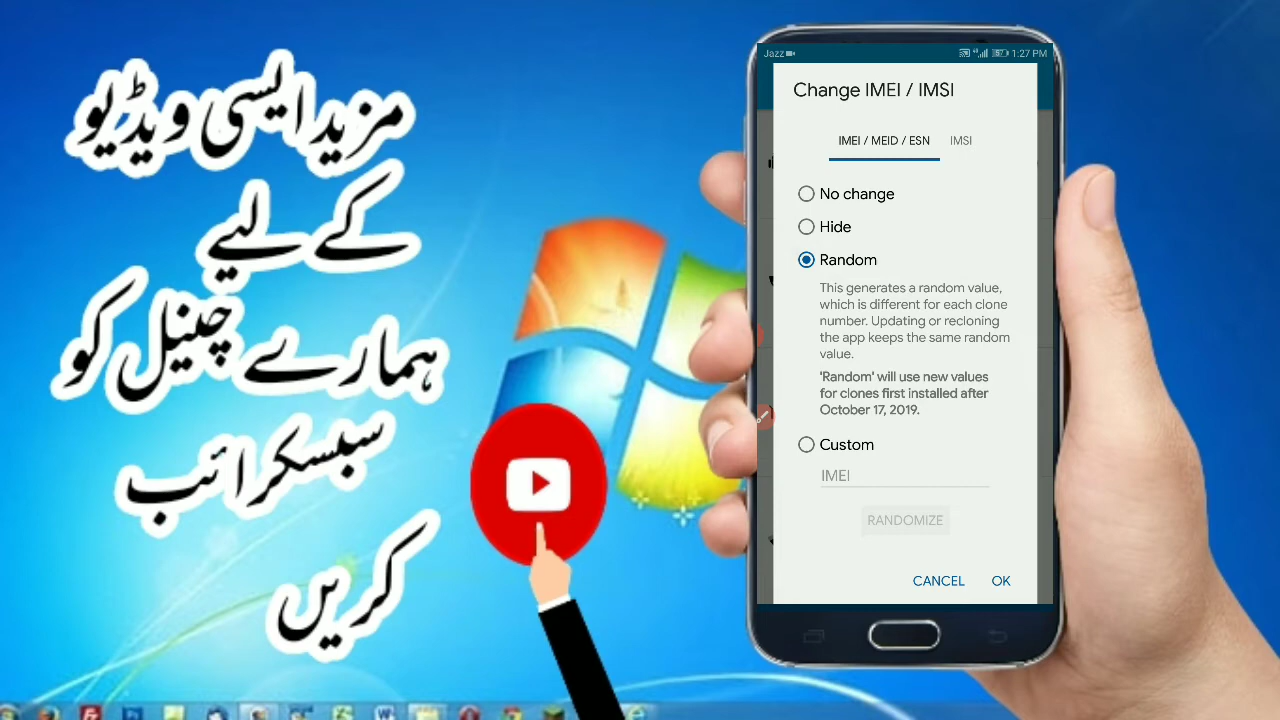 مزید ایسی ویڈیو
کے لیے
ہمارے چینل کو
سبسکرائب
کریں
Jazz
1:27 PM
Change IMEI / IMSI
IMEI / MEID / ESN
IMSI
No change
Hide
Random
This generates a random value,
which is different for each clone
number. Updating or recloning
the app keeps the same random
value.
'Random' will use new values
for clones first installed after
October 17, 2019.
Custom
IMEI
RANDOMIZE
CANCEL OK